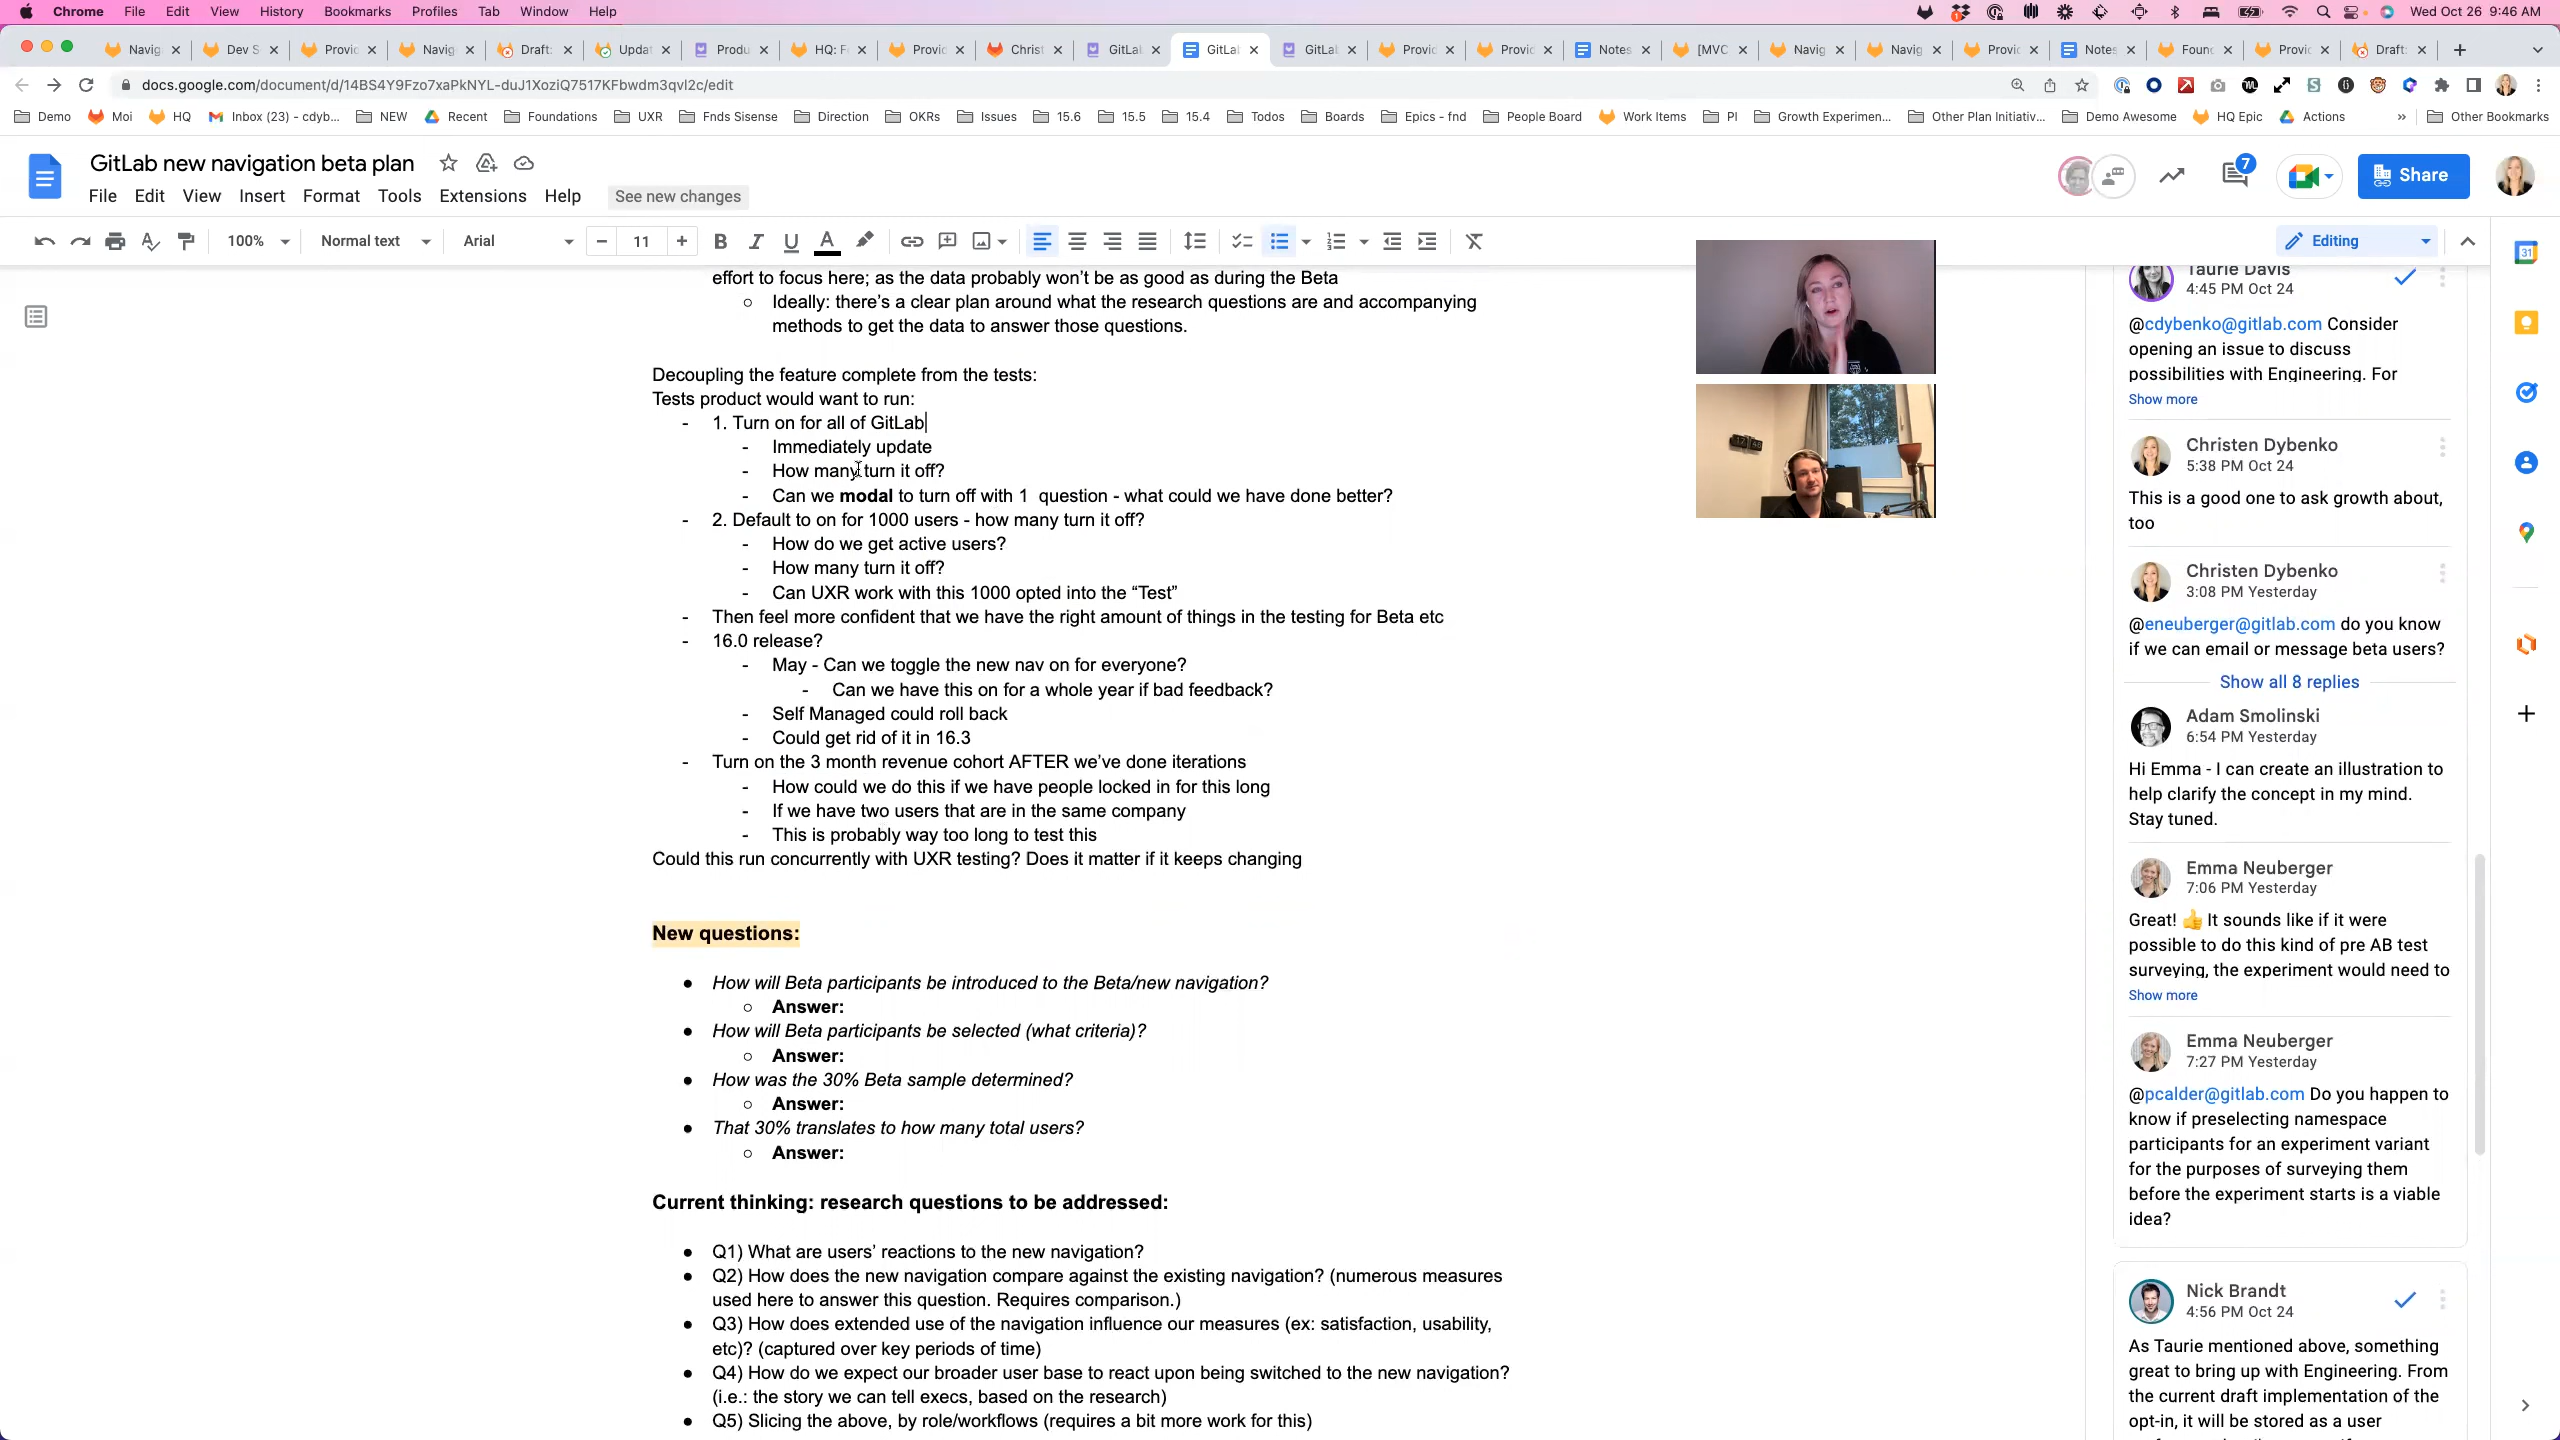 Chrome File Edit View History Bookmarks Profiles Tab Window Help
Wed Oct 26 9:46 AM
Navig Dev S Provid Navig Draft: Updat Produ HQ: F Provid Christ GitLa GitLa GitLa Provid Provid Notes [MVC Navig Navig Provid Notes Foun Provid Draft:
docs.google.com/document/d/14BS4Y9Fzo7xaPkNYL-duJ1XoziQ7517KFbwdm3qvl2c/edit
Demo Moi HQ Inbox (23) - cdyb... NEW Recent Foundations UXR Fnds Sisense Direction OKRs Issues 15.6 15.5 15.4 Todos Boards Epics - fnd People Board Work Items PI Growth Experimen... Other Plan Initiativ... Demo Awesome HQ Epic Actions » Other Bookmarks
GitLab new navigation beta plan
7
Share
File Edit View Insert Format Tools Extensions Help See new changes
100% Normal text Arial 11 Editing
effort to focus here; as the data probably won't be as good as during the Beta
Ideally: there's a clear plan around what the research questions are and accompanying
methods to get the data to answer those questions.
Decoupling the feature complete from the tests:
Tests product would want to run:
- 1. Turn on for all of GitLab
- Immediately update
- How many turn it off?
- Can we modal to turn off with 1 question - what could we have done better?
- 2. Default to on for 1000 users - how many turn it off?
- How do we get active users?
- How many turn it off?
- Can UXR work with this 1000 opted into the “Test”
- Then feel more confident that we have the right amount of things in the testing for Beta etc
- 16.0 release?
- May - Can we toggle the new nav on for everyone?
- Can we have this on for a whole year if bad feedback?
- Self Managed could roll back
- Could get rid of it in 16.3
- Turn on the 3 month revenue cohort AFTER we've done iterations
- How could we do this if we have people locked in for this long
- If we have two users that are in the same company
- This is probably way too long to test this
Could this run concurrently with UXR testing? Does it matter if it keeps changing
New questions:
How will Beta participants be introduced to the Beta/new navigation?
Answer:
How will Beta participants be selected (what criteria)?
Answer:
How was the 30% Beta sample determined?
Answer:
That 30% translates to how many total users?
Answer:
Current thinking: research questions to be addressed:
Q1) What are users' reactions to the new navigation?
Q2) How does the new navigation compare against the existing navigation? (numerous measures
used here to answer this question. Requires comparison.)
Q3) How does extended use of the navigation influence our measures (ex: satisfaction, usability,
etc)? (captured over key periods of time)
Q4) How do we expect our broader user base to react upon being switched to the new navigation?
(i.e.: the story we can tell execs, based on the research)
Q5) Slicing the above, by role/workflows (requires a bit more work for this)
Taurie Davis
4:45 PM Oct 24
@cdybenko@gitlab.com Consider
opening an issue to discuss
possibilities with Engineering. For
Show more
Christen Dybenko
5:38 PM Oct 24
This is a good one to ask growth about,
too
Christen Dybenko
3:08 PM Yesterday
@eneuberger@gitlab.com do you know
if we can email or message beta users?
Show all 8 replies
Adam Smolinski
6:54 PM Yesterday
Hi Emma - I can create an illustration to
help clarify the concept in my mind.
Stay tuned.
Emma Neuberger
7:06 PM Yesterday
Great! 👍 It sounds like if it were
possible to do this kind of pre AB test
surveying, the experiment would need to
Show more
Emma Neuberger
7:27 PM Yesterday
@pcalder@gitlab.com Do you happen to
know if preselecting namespace
participants for an experiment variant
for the purposes of surveying them
before the experiment starts is a viable
idea?
Nick Brandt
4:56 PM Oct 24
As Taurie mentioned above, something
great to bring up with Engineering. From
the current draft implementation of the
opt-in, it will be stored as a user
31